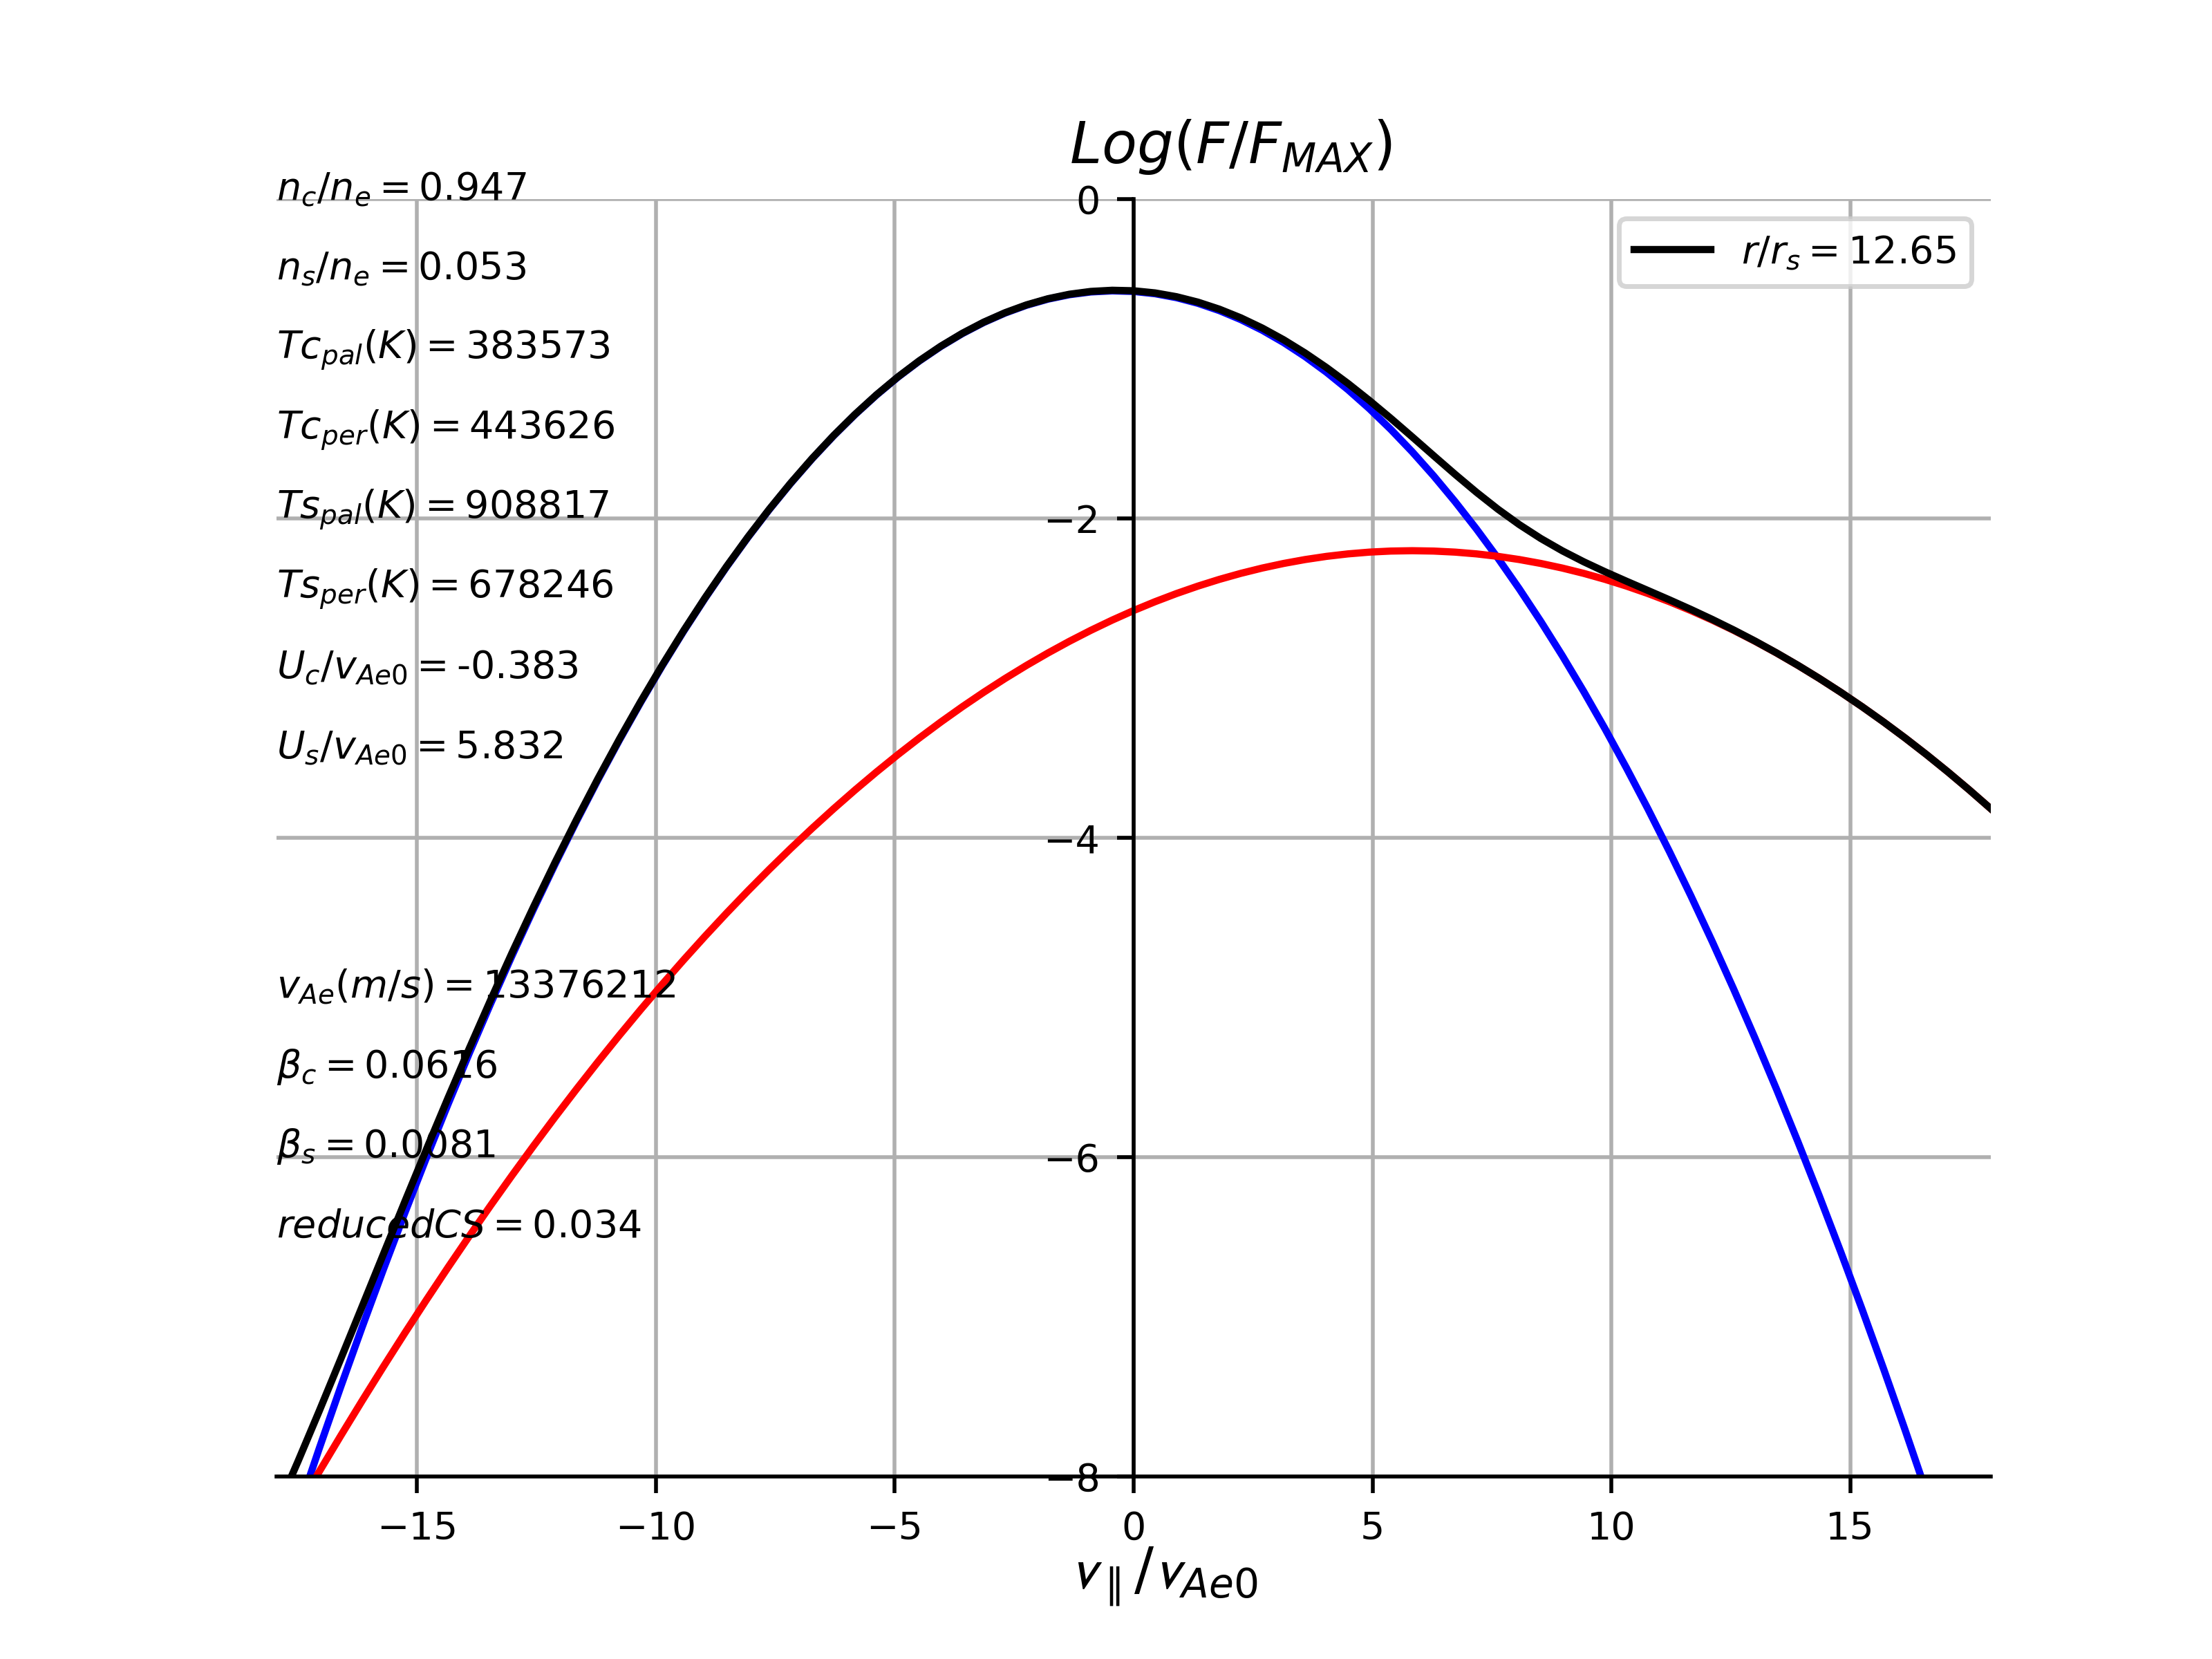 Log(F/F_MAX)
n_c/n_e = 0.947
0
r/r_s = 12.65
n_s/n_e = 0.053
Tc_pal(K) = 383573
Tc_per(K) = 443626
Ts_pal(K) = 908817
−2
Ts_per(K) = 678246
U_c/v_Ae0 = -0.383
U_s/v_Ae0 = 5.832
−4
v_Ae(m/s) = 13376212
β_c = 0.0616
β_s = 0.0081
−6
reducedCS = 0.034
−8
−15 −10 −5 0 5 10 15
v_∥/v_Ae0